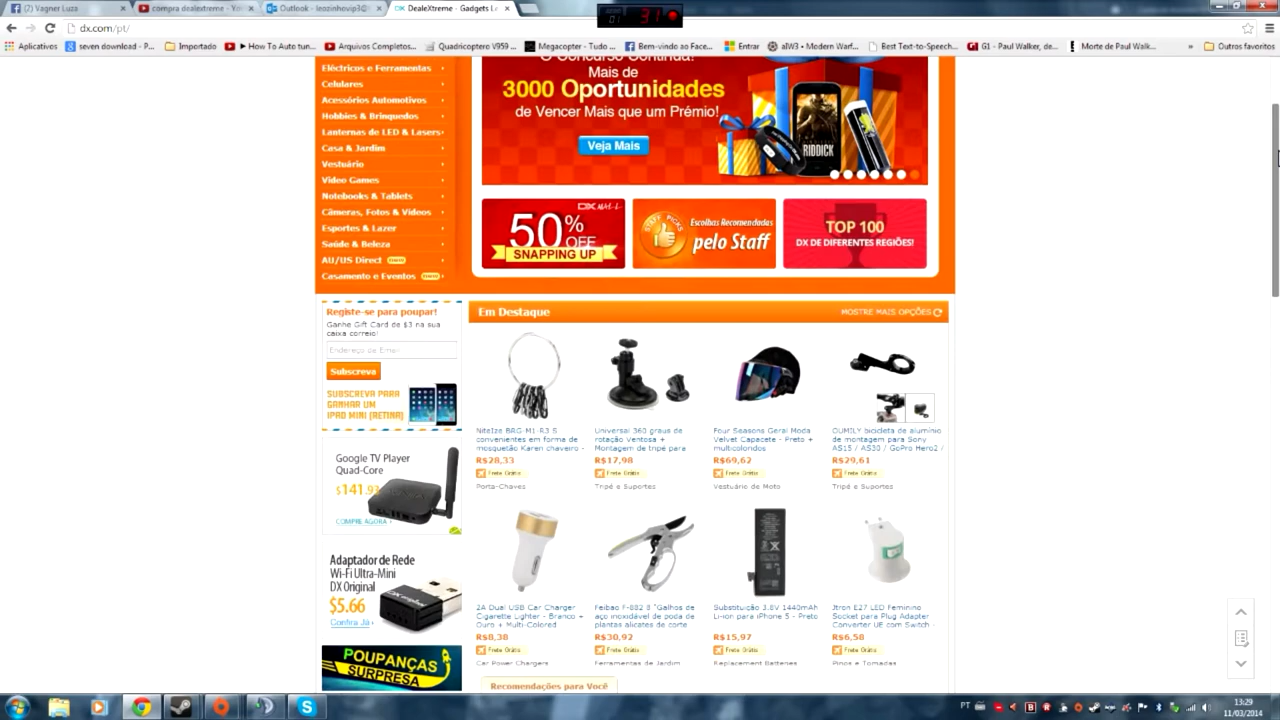 (2) Vagner Luza
compra dealextreme - Yo
Outlook - leozinhovip3@
DX DealeXtreme - Gadgets
dx.com/pt/
Aplicativos
seven download - P...
Importado
How To Auto tun...
Arquivos Completos...
Quadricoptero V959 ...
Megacopter - Tudo ...
Bem-vindo ao Face...
Entrar
aIW3 • Modern Warf...
Best Text-to-Speech...
G1 - Paul Walker, de...
Morte de Paul Walk...
»
Outros favoritos
Eléctricos e Ferramentas
Celulares
Acessórios Automotivos
Hobbies & Brinquedos
Lanternas de LED & Lasers
Casa & Jardim
Vestuário
Video Games
Notebooks & Tablets
Câmeras, Fotos & Vídeos
Esportes & Lazer
Saúde & Beleza
AU/US Direct
Casamento e Eventos
O Concurso Continua!
Mais de
3000 Oportunidades
de Vencer Mais que um Prémio!
Veja Mais
RIDDICK
DX MALL
50% OFF
SNAPPING UP
STAFF PICKS
Escolhas Recomendadas
pelo Staff
TOP 100
DX DE DIFERENTES REGIÕES!
Registe-se para poupar!
Ganhe Gift Card de $3 na sua
caixa correio!
Endereço de Email
Subscreva
SUBSCREVA PARA
GANHAR UM
IPAD MINI (RETINA)
Google TV Player
Quad-Core
$141.93
COMPRE AGORA
Adaptador de Rede
Wi-Fi Ultra-Mini
DX Original
$5.66
Confira Já
POUPANÇAS
SURPRESA
Em Destaque
MOSTRE MAIS OPÇÕES
NiteIze BRG-M1-R3 5
convenientes em forma de
mosquetão Karen chaveiro -
R$28,33
Frete Grátis
Porta-Chaves
Universal 360 graus de
rotação Ventosa +
Montagem de tripé para
R$17,98
Frete Grátis
Tripé e Suportes
Four Seasons Geral Moda
Velvet Capacete - Preto +
multicoloridos
R$69,62
Frete Grátis
Vestuário de Moto
OUMILY bicicleta de alumínio
de montagem para Sony
AS15 / AS30 / GoPro Hero2 /
R$29,61
Frete Grátis
Tripé e Suportes
2A Dual USB Car Charger
Cigarette Lighter - Branco +
Ouro + Multi-Colored
R$8,38
Frete Grátis
Car Power Chargers
Feibao F-882 8 "Galhos de
aço inoxidável de poda de
plantas alicates de corte
R$30,92
Frete Grátis
Ferramentas de Jardim
Substituição 3.8V 1440mAh
Li-ion para iPhone 5 - Preto
R$15,97
Frete Grátis
Replacement Batteries
Jtron E27 LED Feminino
Socket para Plug Adapter
Converter UE com Switch -
R$6,58
Frete Grátis
Pinos e Tomadas
Recomendações para Você
PT
13:29
11/03/2014